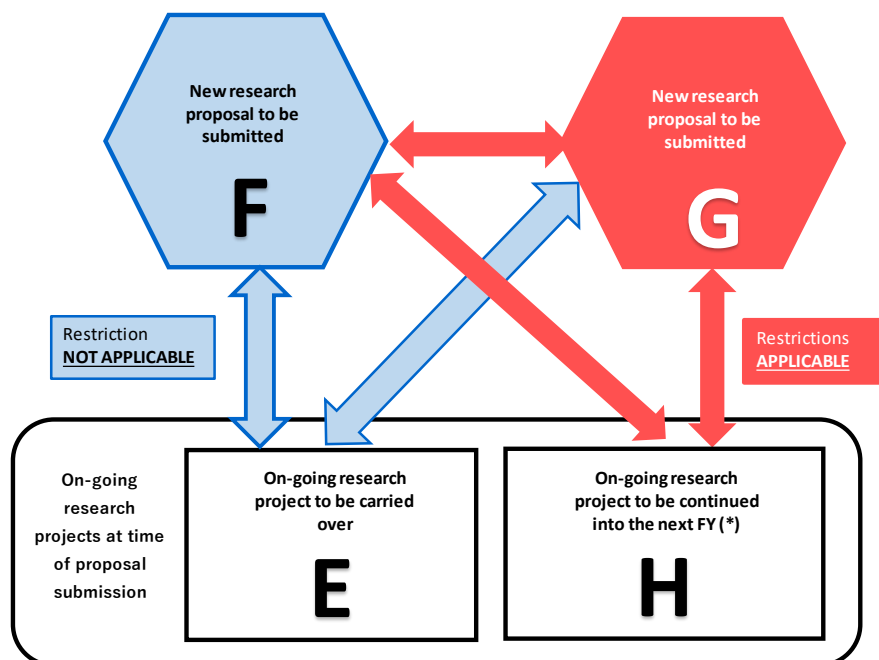 New research
proposal to be
submitted
F
New research
proposal to be
submitted
G
Restriction
NOT APPLICABLE
Restrictions
APPLICABLE
On-going
research
projects at time
of proposal
submission
On-going research
project to be carried
over
E
On-going research
project to be continued
into the next FY (*)
H